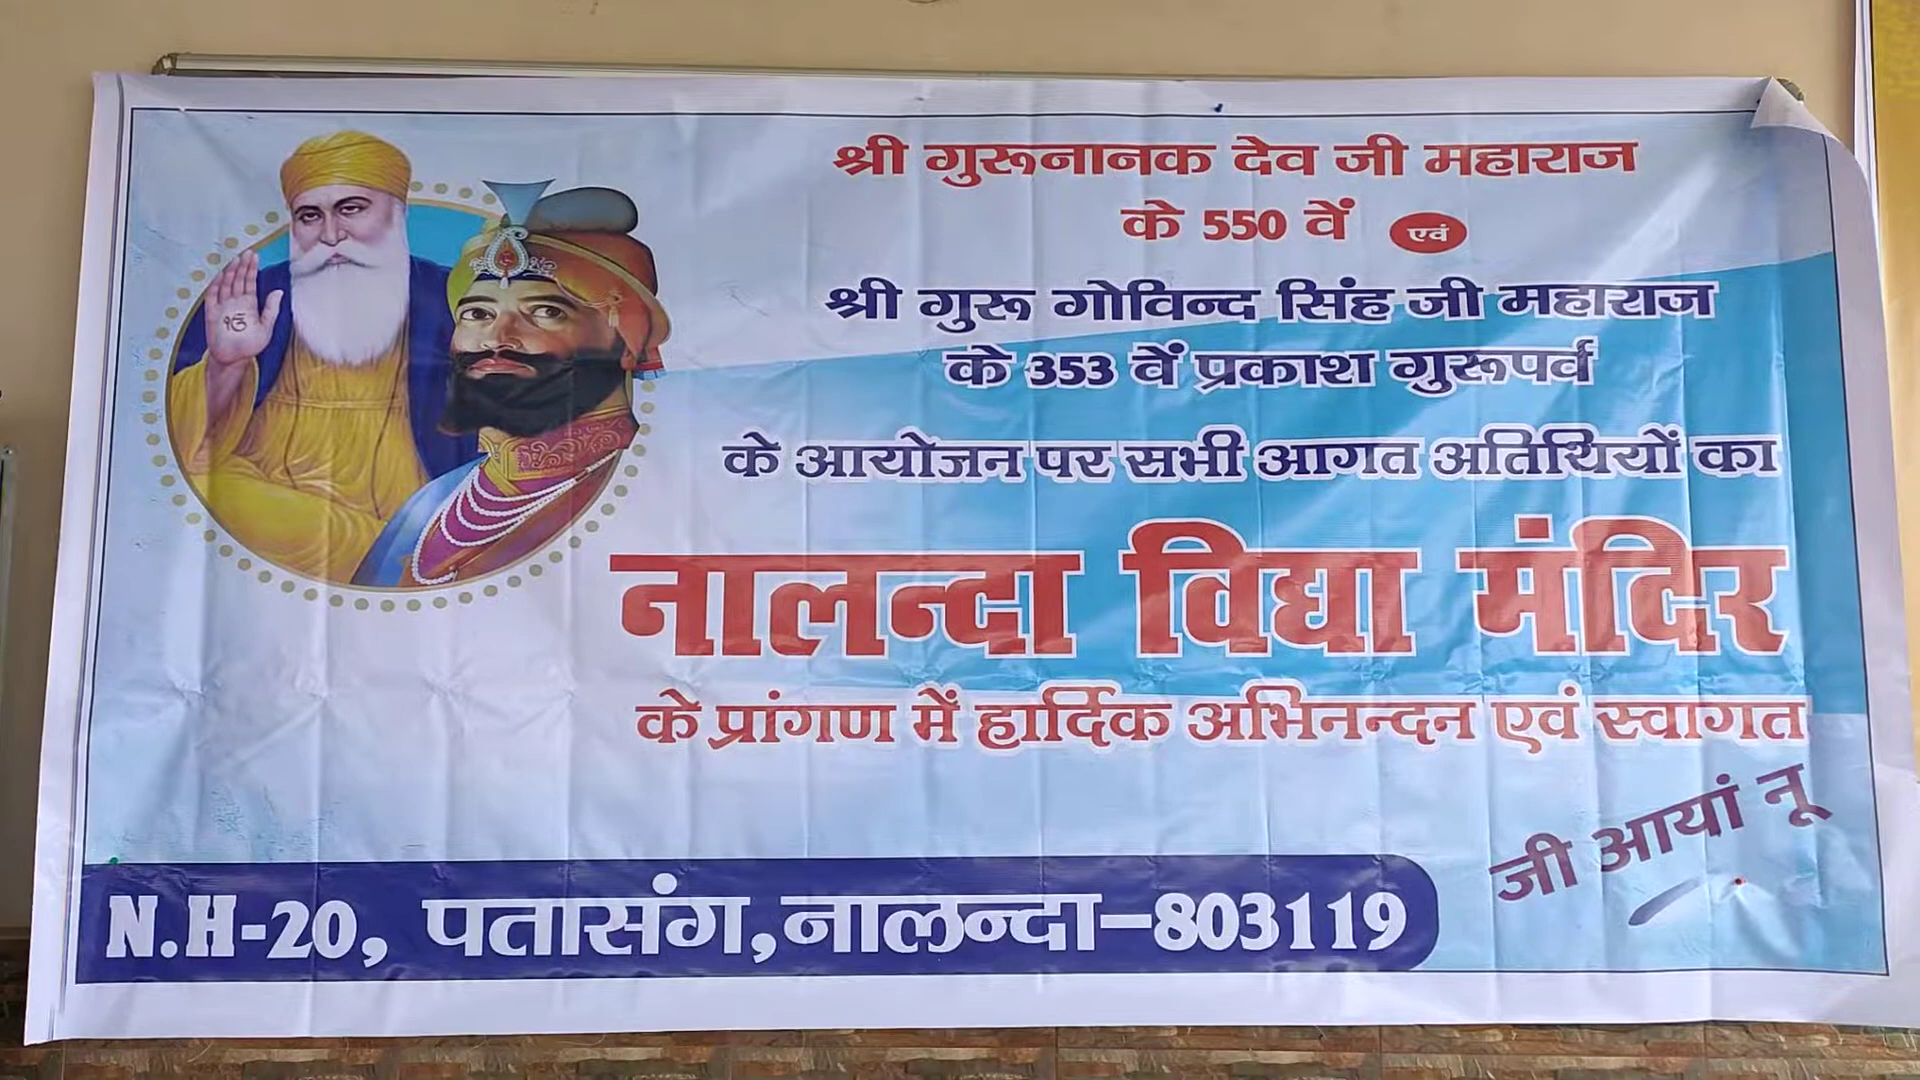 श्री गुरूनानक देव जी महाराज
के 550 वें एवं
श्री गुरू गोविन्द सिंह जी महाराज
के 353 वें प्रकाश गुरूपर्व
के आयोजन पर सभी आगत अतिथियों का
नालन्दा विद्या मंदिर
के प्रांगण में हार्दिक अभिनन्दन एवं स्वागत
जी आयां नू
N.H-20, पतासंग,नालन्दा–803119